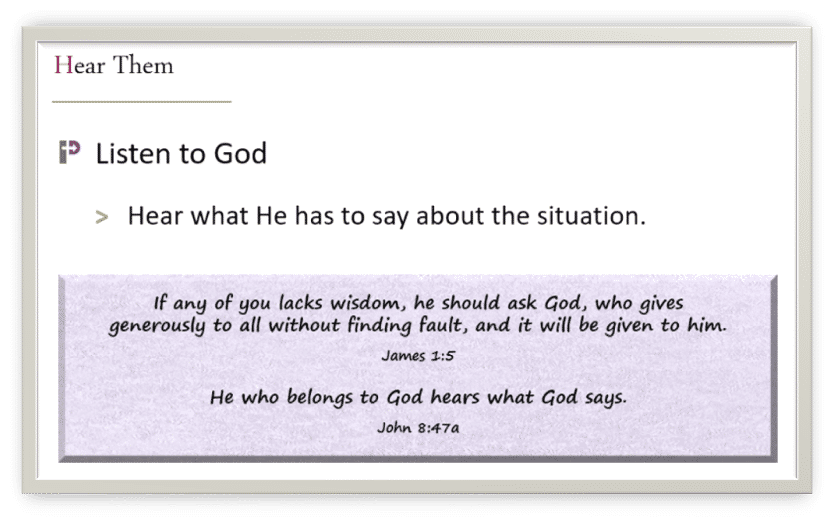 Hear Them
Listen to God
> Hear what He has to say about the situation.
If any of you lacks wisdom, he should ask God, who gives
generously to all without finding fault, and it will be given to him.
James 1:5
He who belongs to God hears what God says.
John 8:47a